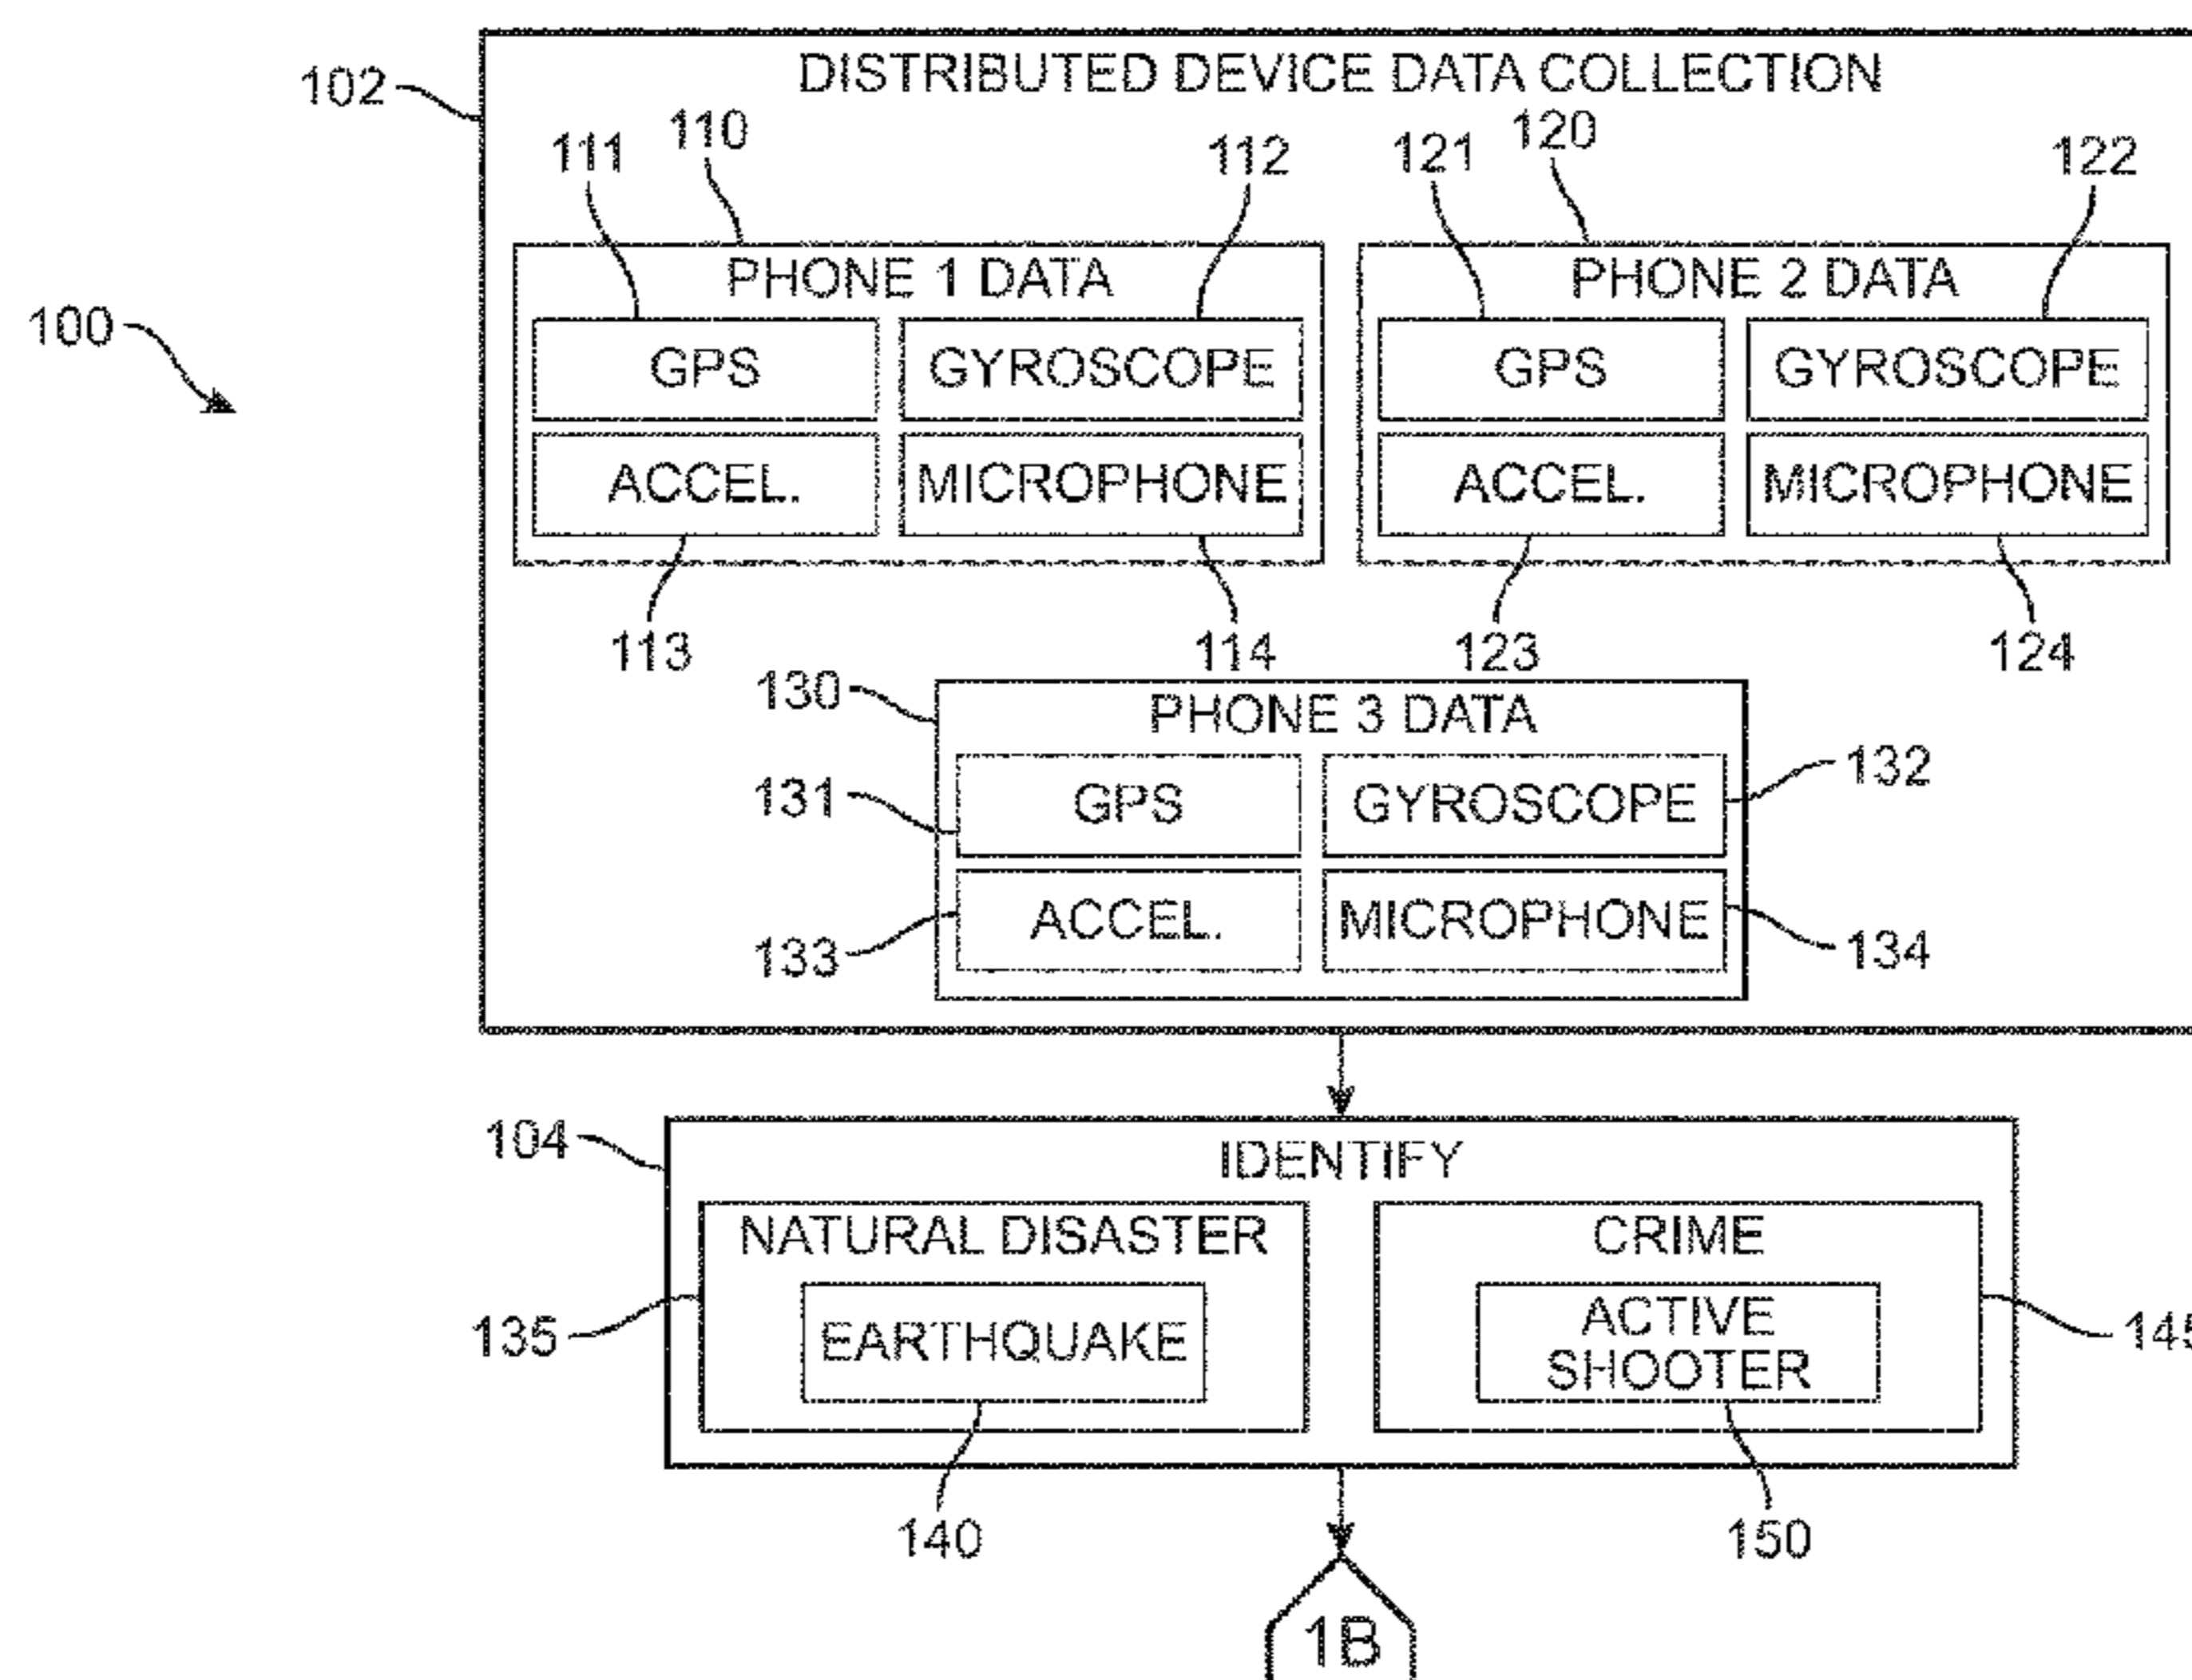 DISTRIBUTED DEVICE DATA COLLECTION
102
111 110 112 121 120 122
100
PHONE 1 DATA PHONE 2 DATA
GPS GYROSCOPE GPS GYROSCOPE
ACCEL. MICROPHONE ACCEL. MICROPHONE
113 114 123 124
130 PHONE 3 DATA
131 GPS GYROSCOPE 132
133 ACCEL. MICROPHONE 134
104 IDENTIFY
NATURAL DISASTER CRIME
135 EARTHQUAKE ACTIVE 145
SHOOTER
140 150
1B